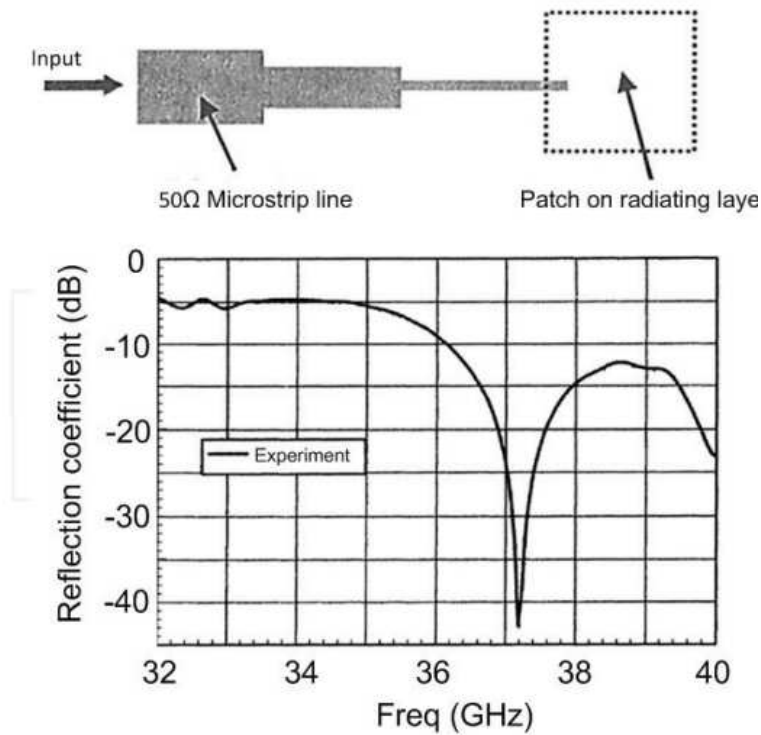 Input
50Ω Microstrip line
Patch on radiating laye
Reflection coefficient (dB)
0
-10
-20
-30
-40
Experiment
32
34
36
38
40
Freq (GHz)